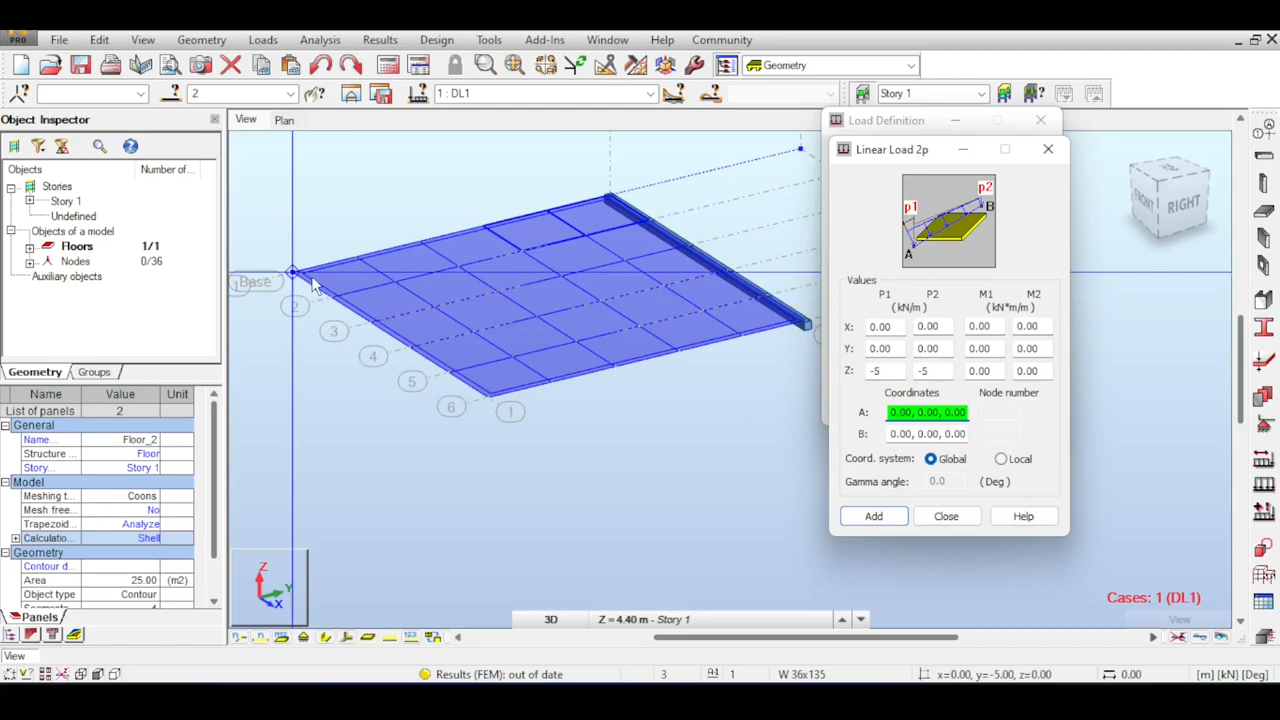 PRO File Edit View Geometry Loads Analysis Results Design Tools Add-Ins Window Help Community
Geometry
2 1 : DL1 Story 1
Object Inspector
View Plan
Objects Number of...
Stories
Story 1
Undefined
Objects of a model
Floors 1/1
Nodes 0/36
Auxiliary objects
Geometry Groups
Name Value Unit
List of panels 2
General
Name... Floor_2
Structure ... Floor
Story... Story 1
Model
Meshing t... Coons
Mesh free... No
Trapezoid... Analyze
Calculatio... Shell
Geometry
Contour d...
Area 25.00 (m2)
Object type Contour
Panels
View
Base
1
2
3
4
5
6
1
Z
Y
X
3D Z = 4.40 m - Story 1
Load Definition
Linear Load 2p
p1
p2
A
B
Values
P1 P2 M1 M2
( kN/m ) ( kN*m/m )
X: 0.00 0.00 0.00 0.00
Y: 0.00 0.00 0.00 0.00
Z: -5 -5 0.00 0.00
Coordinates Node number
A: 0.00, 0.00, 0.00
B: 0.00, 0.00, 0.00
Coord. system: Global Local
Gamma angle: 0.0 ( Deg )
Add Close Help
TOP
FRONT
RIGHT
Cases: 1 (DL1)
View
Results (FEM): out of date 3 1 W 36x135 x=0.00, y=-5.00, z=0.00 0.00 [m] [kN] [Deg]